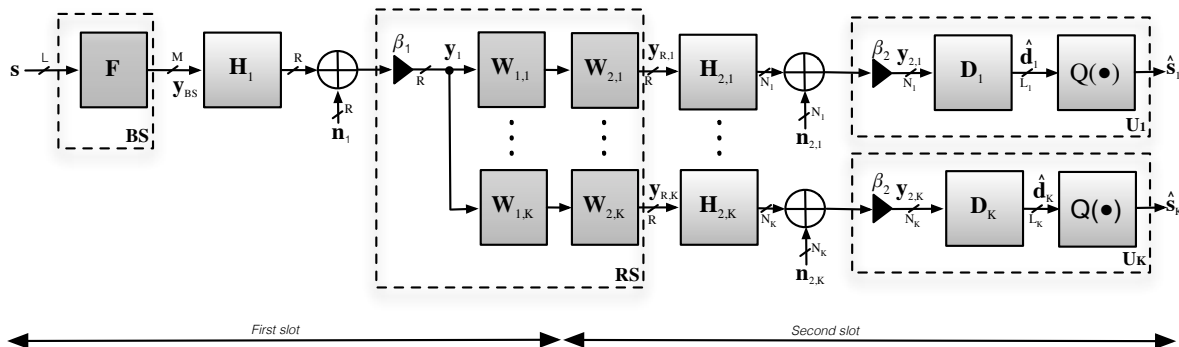 s L F M y_BS H_1 R n_1 R β_1 R y_1 W_1,1 W_2,1 y_R,1 R H_2,1 N_1 n_2,1 N_1 β_2 y_2,1 N_1 D_1 d̂_1 L_1 Q(•) ŝ_1
BS
U1
W_1,K W_2,K y_R,K R H_2,K N_K n_2,K N_K β_2 y_2,K N_K D_K d̂_K L_K Q(•) ŝ_K
RS
UK
First slot
Second slot